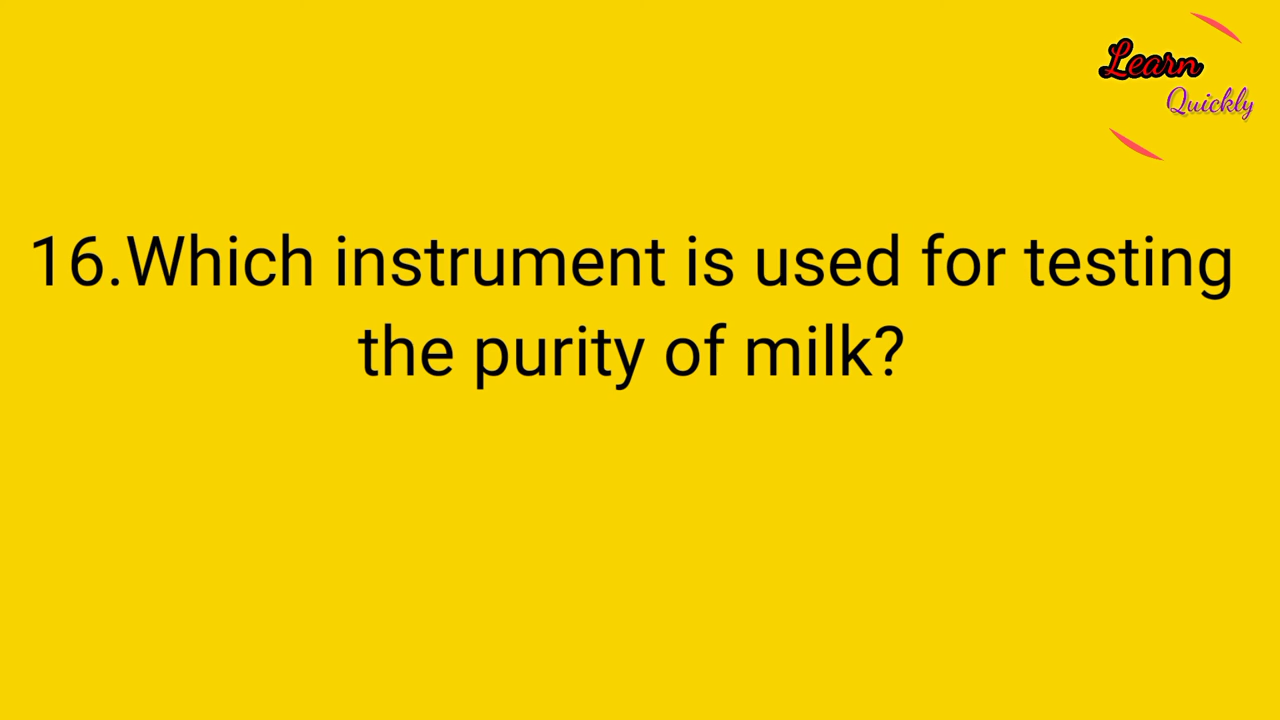 Learn
Quickly
16.Which instrument is used for testing
the purity of milk?